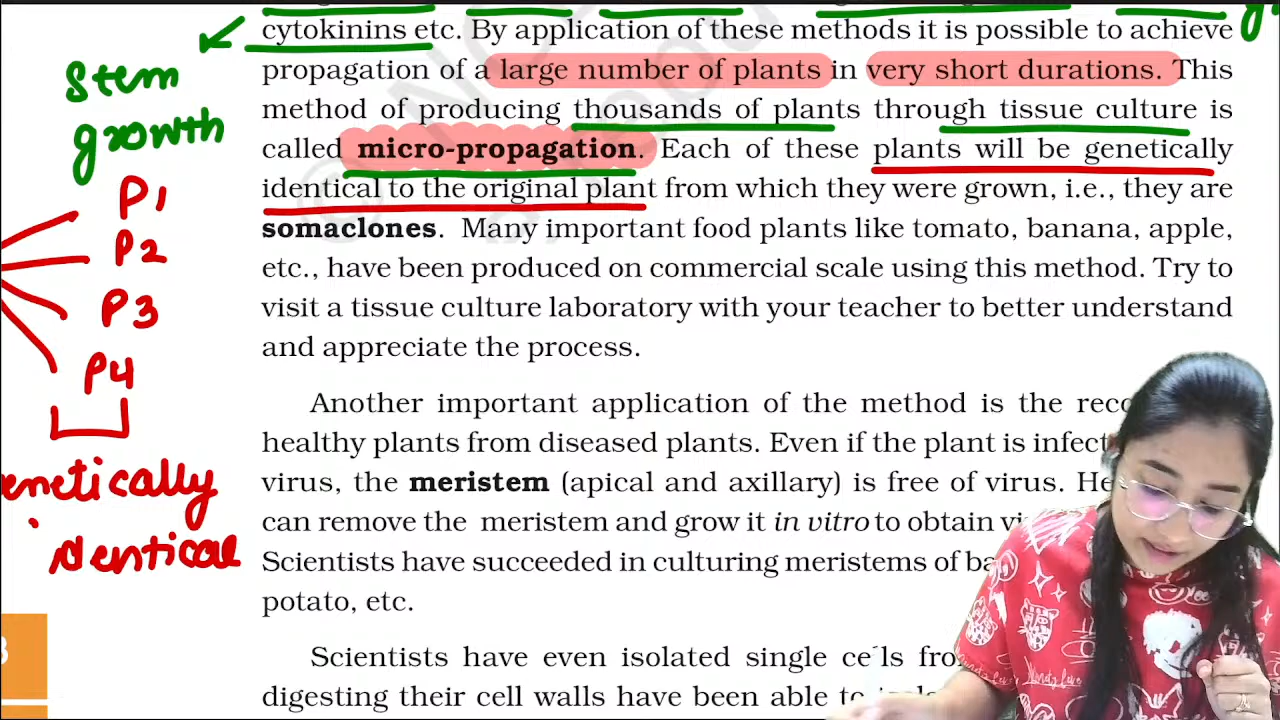 cytokinins etc. By application of these methods it is possible to achieve
propagation of a large number of plants in very short durations. This
method of producing thousands of plants through tissue culture is
called micro-propagation. Each of these plants will be genetically
identical to the original plant from which they were grown, i.e., they are
somaclones. Many important food plants like tomato, banana, apple,
etc., have been produced on commercial scale using this method. Try to
visit a tissue culture laboratory with your teacher to better understand
and appreciate the process.
Another important application of the method is the reco
healthy plants from diseased plants. Even if the plant is infect
virus, the meristem (apical and axillary) is free of virus. He
can remove the meristem and grow it in vitro to obtain vi
Scientists have succeeded in culturing meristems of ba
potato, etc.
Scientists have even isolated single cells fro
digesting their cell walls have been able to
stem
growth
P1
P2
P3
P4
enetically
identical